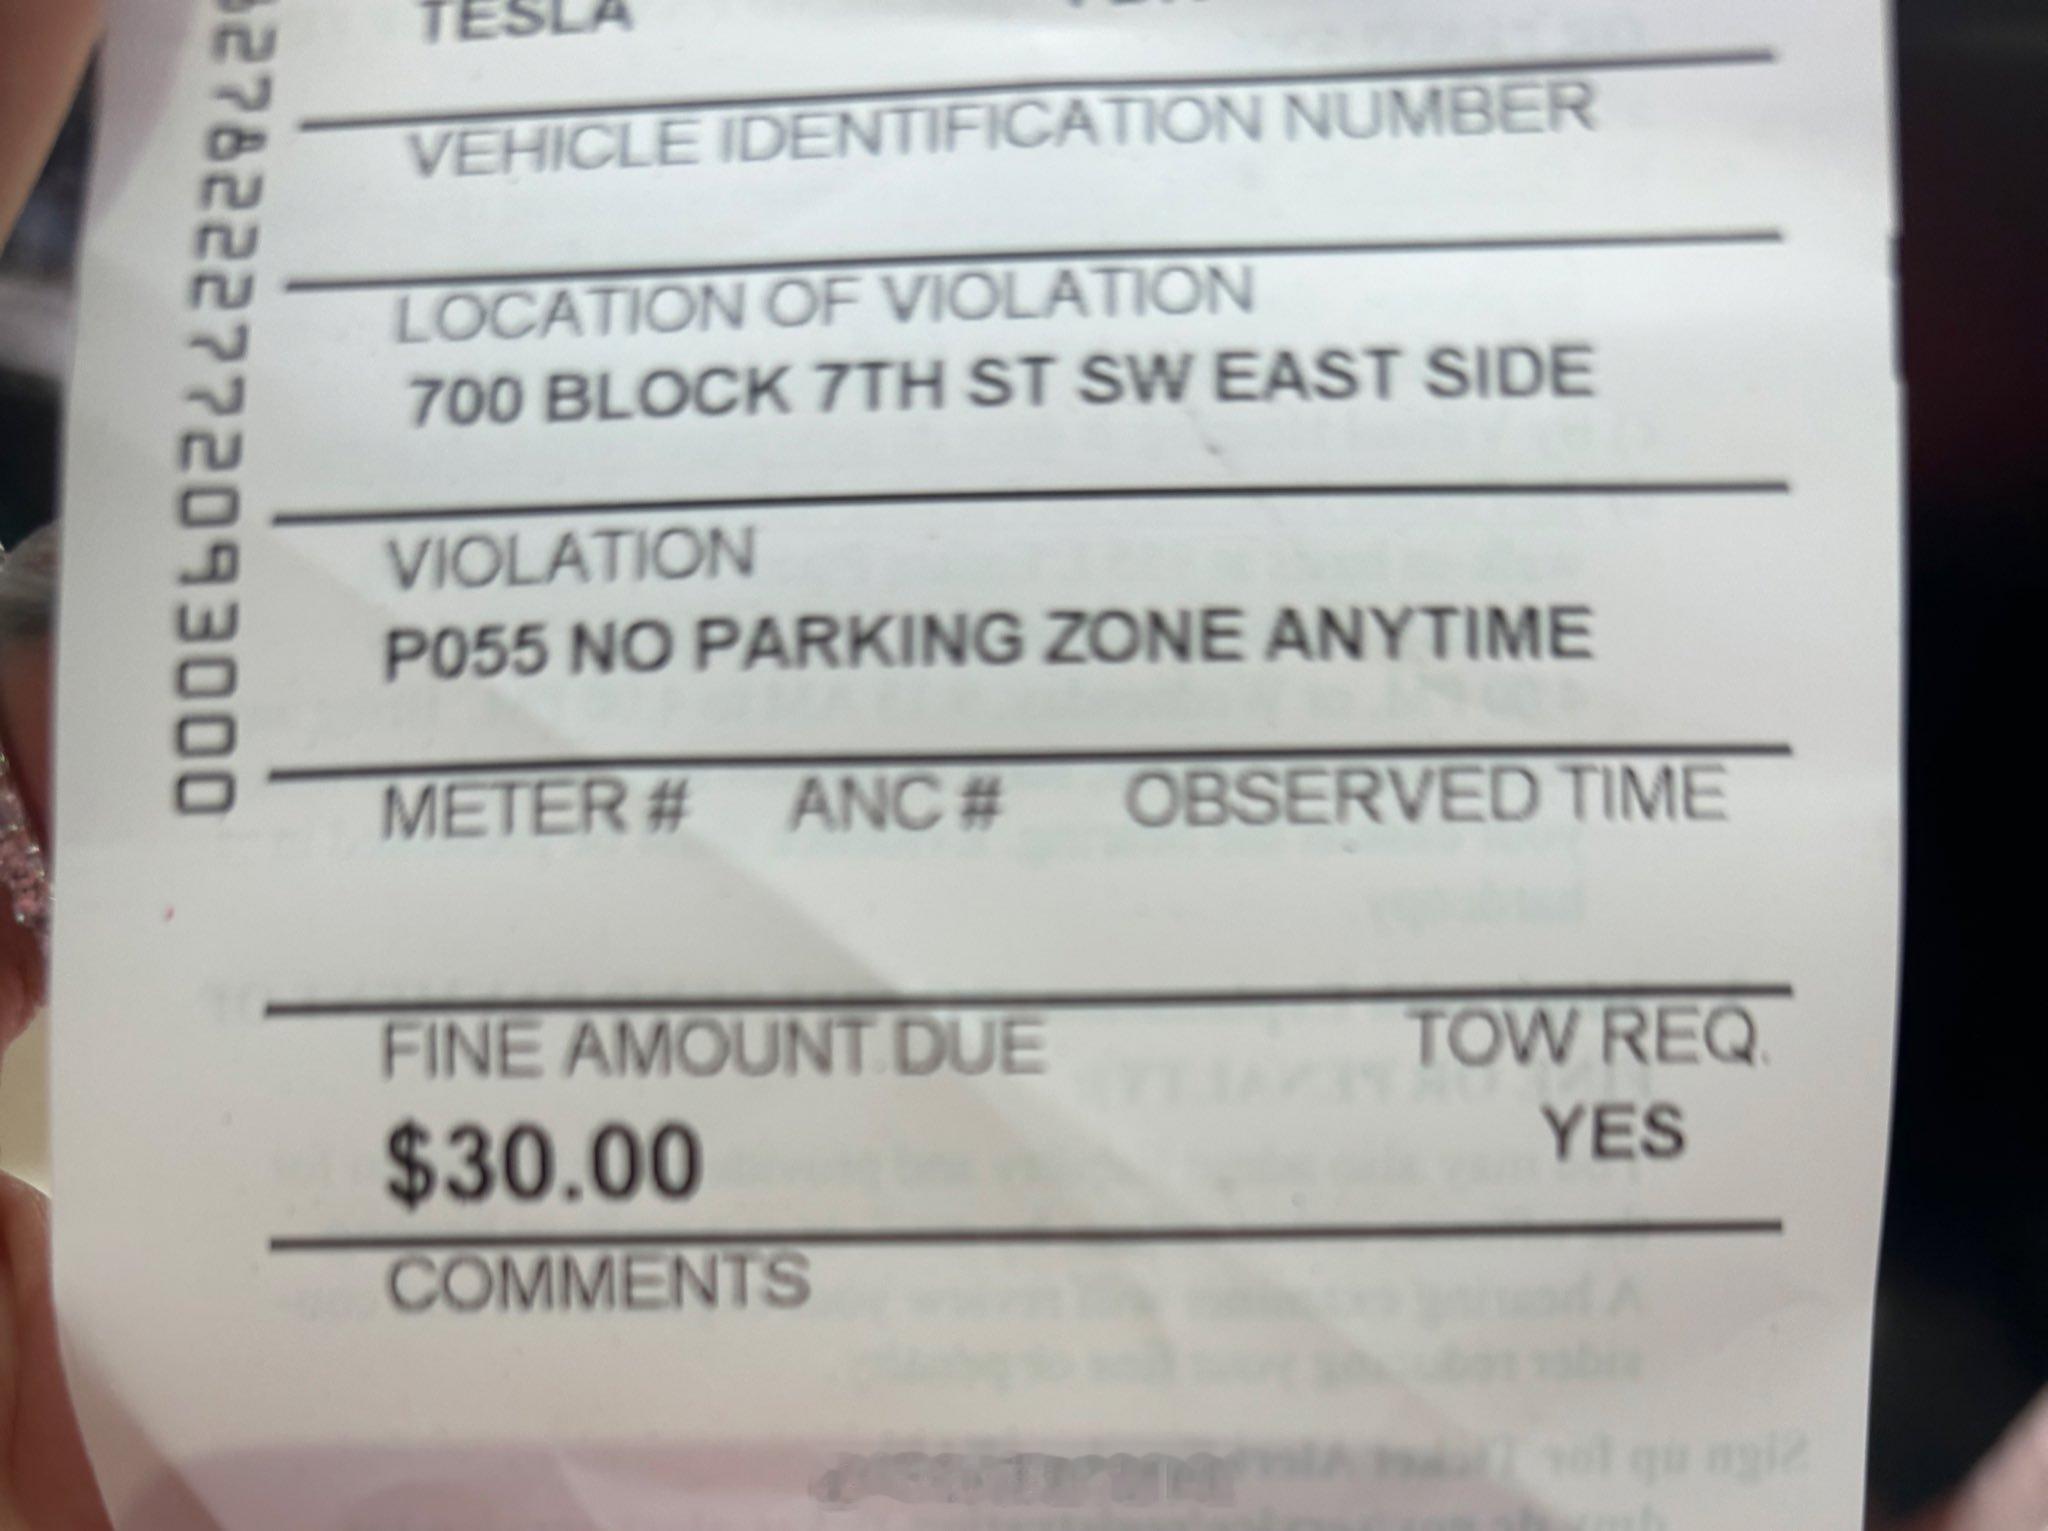 TESLA
VEHICLE IDENTIFICATION NUMBER
LOCATION OF VIOLATION
700 BLOCK 7TH ST SW EAST SIDE
VIOLATION
P055 NO PARKING ZONE ANYTIME
METER # ANC # OBSERVED TIME
FINE AMOUNT DUE TOW REQ.
$30.00 YES
COMMENTS
278222772093000